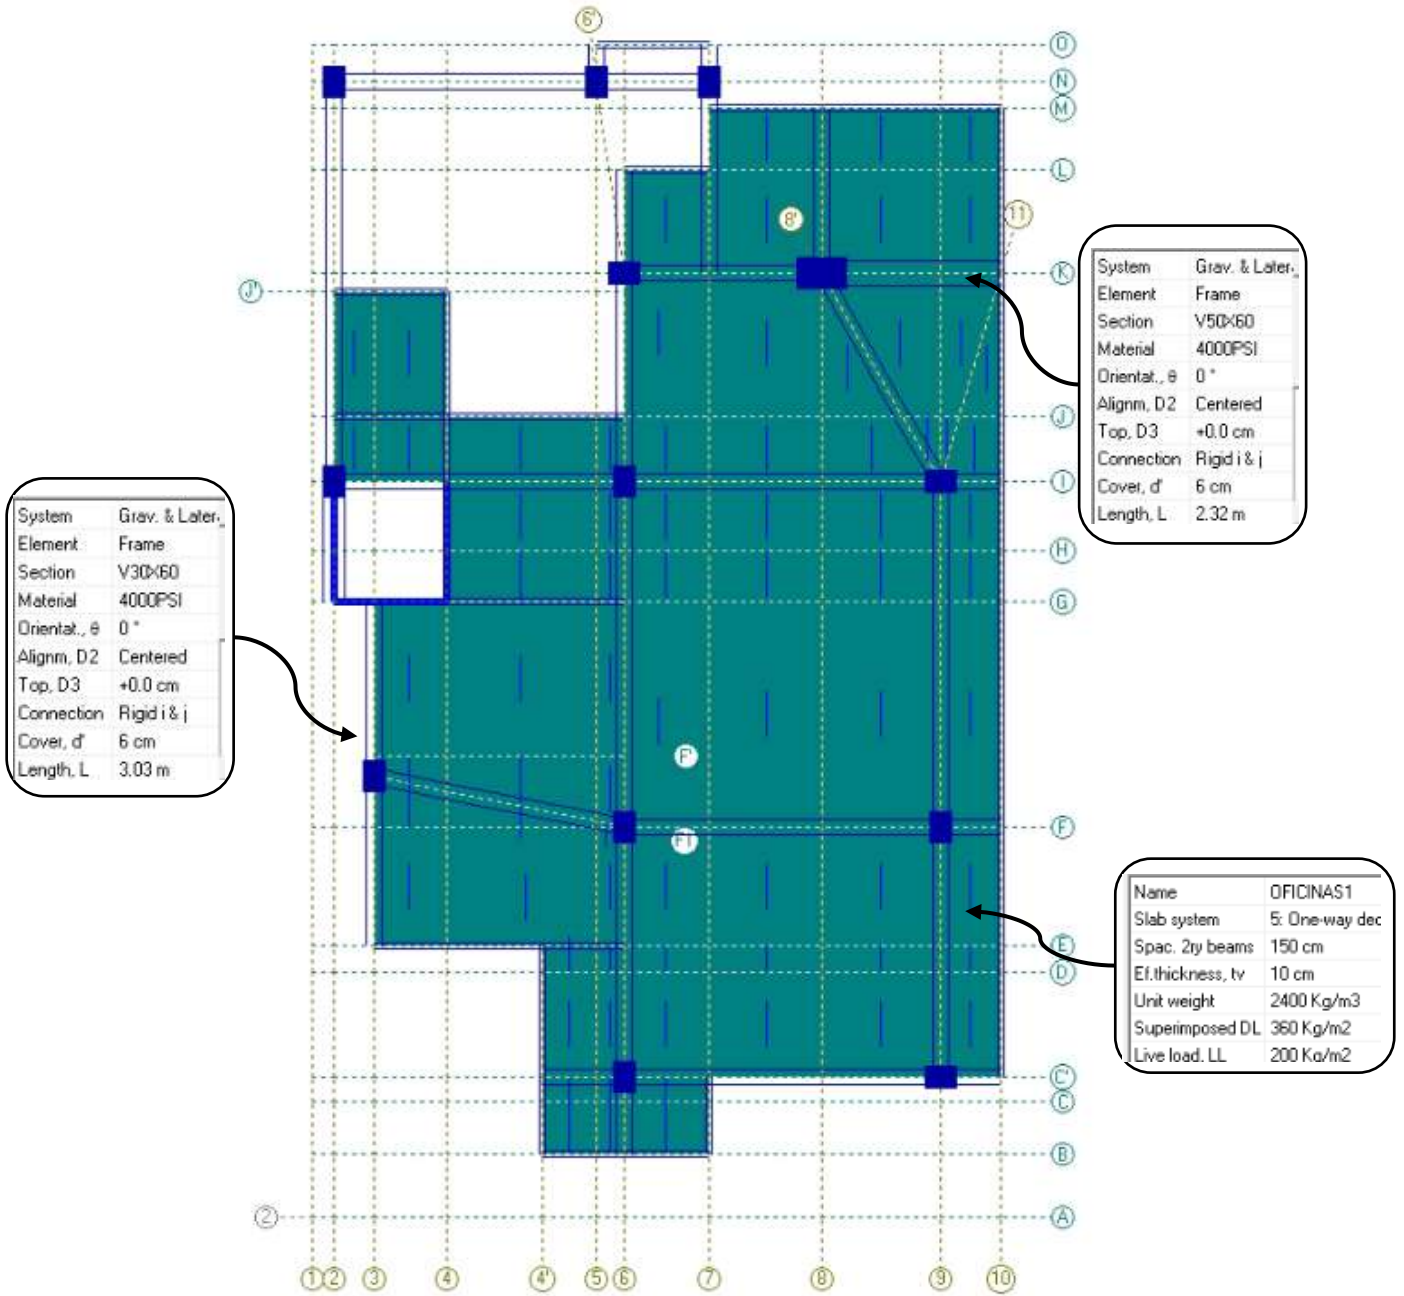 6'
O
N
M
L
8'
11
K
J'
J
I
H
G
F'
F
F1
E
D
C'
C
B
2
A
1 2 3 4 4' 5 6 7 8 9 10
System Grav. & Later.
Element Frame
Section V50X60
Material 4000PSI
Orientat., θ 0 °
Alignm, D2 Centered
Top, D3 +0.0 cm
Connection Rigid i & j
Cover, d' 6 cm
Length, L 2.32 m
System Grav. & Later.
Element Frame
Section V30X60
Material 4000PSI
Orientat., θ 0 °
Alignm, D2 Centered
Top, D3 +0.0 cm
Connection Rigid i & j
Cover, d' 6 cm
Length, L 3.03 m
Name OFICINAS1
Slab system 5: One-way dec
Spac. 2ry beams 150 cm
Ef.thickness, tv 10 cm
Unit weight 2400 Kg/m3
Superimposed DL 360 Kg/m2
Live load, LL 200 Kg/m2